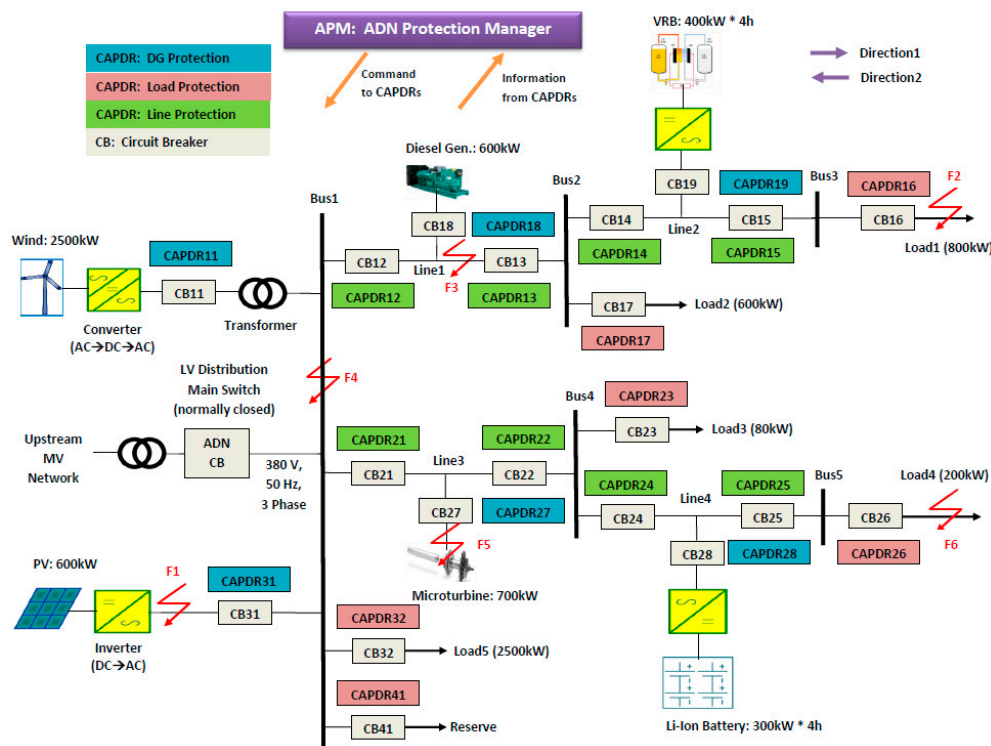 APM: ADN Protection Manager
CAPDR: DG Protection
CAPDR: Load Protection
CAPDR: Line Protection
CB: Circuit Breaker
Command
to CAPDRs
Information
from CAPDRs
VRB: 400kW * 4h
Direction1
Direction2
Diesel Gen.: 600kW
Bus1
CB18
CAPDR18
Bus2
CB19
CAPDR19
Bus3
CAPDR16
F2
CB14
Line2
CB15
CB16
Load1 (800kW)
CAPDR14
CAPDR15
Wind: 2500kW
CAPDR11
CB11
Converter
(AC→DC→AC)
Transformer
CB12
Line1
F3
CB13
CAPDR12
CAPDR13
CB17
Load2 (600kW)
CAPDR17
LV Distribution
Main Switch
(normally closed)
F4
Upstream
MV
Network
ADN
CB
380 V,
50 Hz,
3 Phase
CAPDR21
CB21
Line3
CAPDR22
CB22
Bus4
CAPDR23
CB23
Load3 (80kW)
CB27
CAPDR27
F5
Microturbine: 700kW
CAPDR24
CB24
Line4
CAPDR25
CB25
Bus5
Load4 (200kW)
CB26
CAPDR26
F6
CB28
CAPDR28
Li-Ion Battery: 300kW * 4h
PV: 600kW
F1
CAPDR31
CB31
Inverter
(DC→AC)
CAPDR32
CB32
Load5 (2500kW)
CAPDR41
CB41
Reserve